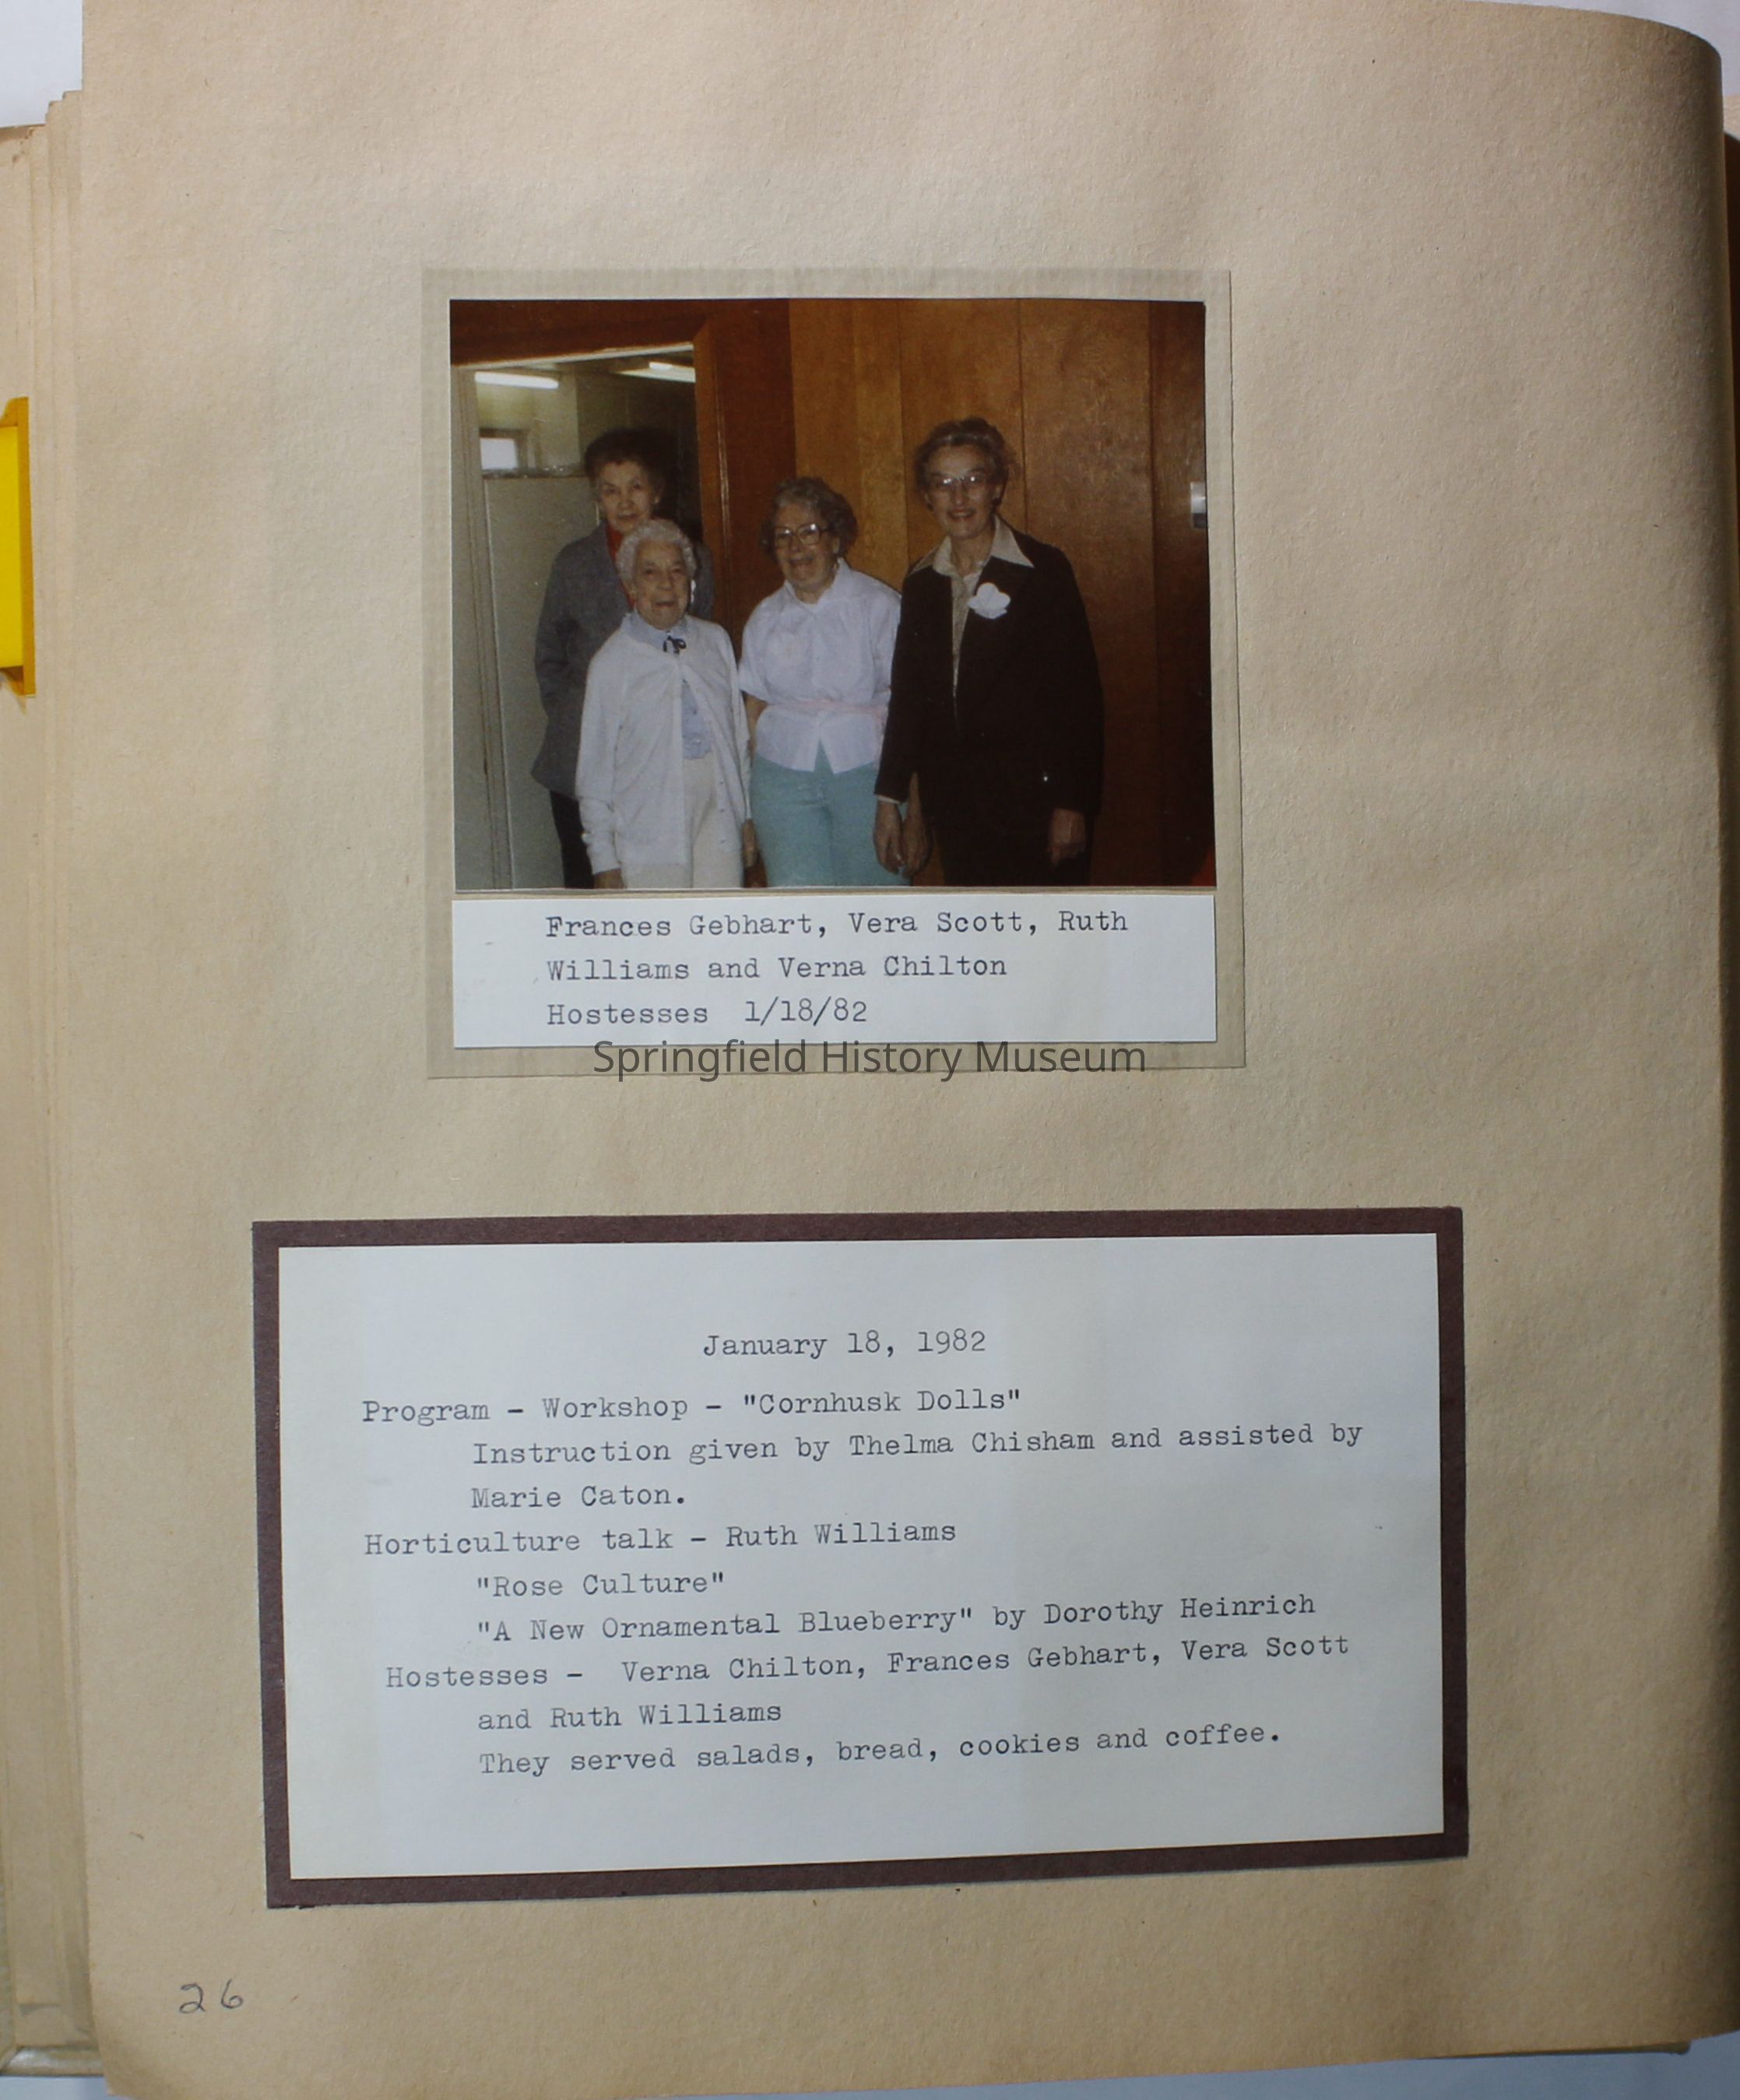 Frances Gebhart, Vera Scott, Ruth
Williams and Verna Chilton
Hostesses 1/18/82
Springfield History Museum
January 18, 1982
Program - Workshop - "Cornhusk Dolls"
Instruction given by Thelma Chisham and assisted by
Marie Caton.
Horticulture talk - Ruth Williams
"Rose Culture"
"A New Ornamental Blueberry" by Dorothy Heinrich
Hostesses - Verna Chilton, Frances Gebhart, Vera Scott
and Ruth Williams
They served salads, bread, cookies and coffee.
26